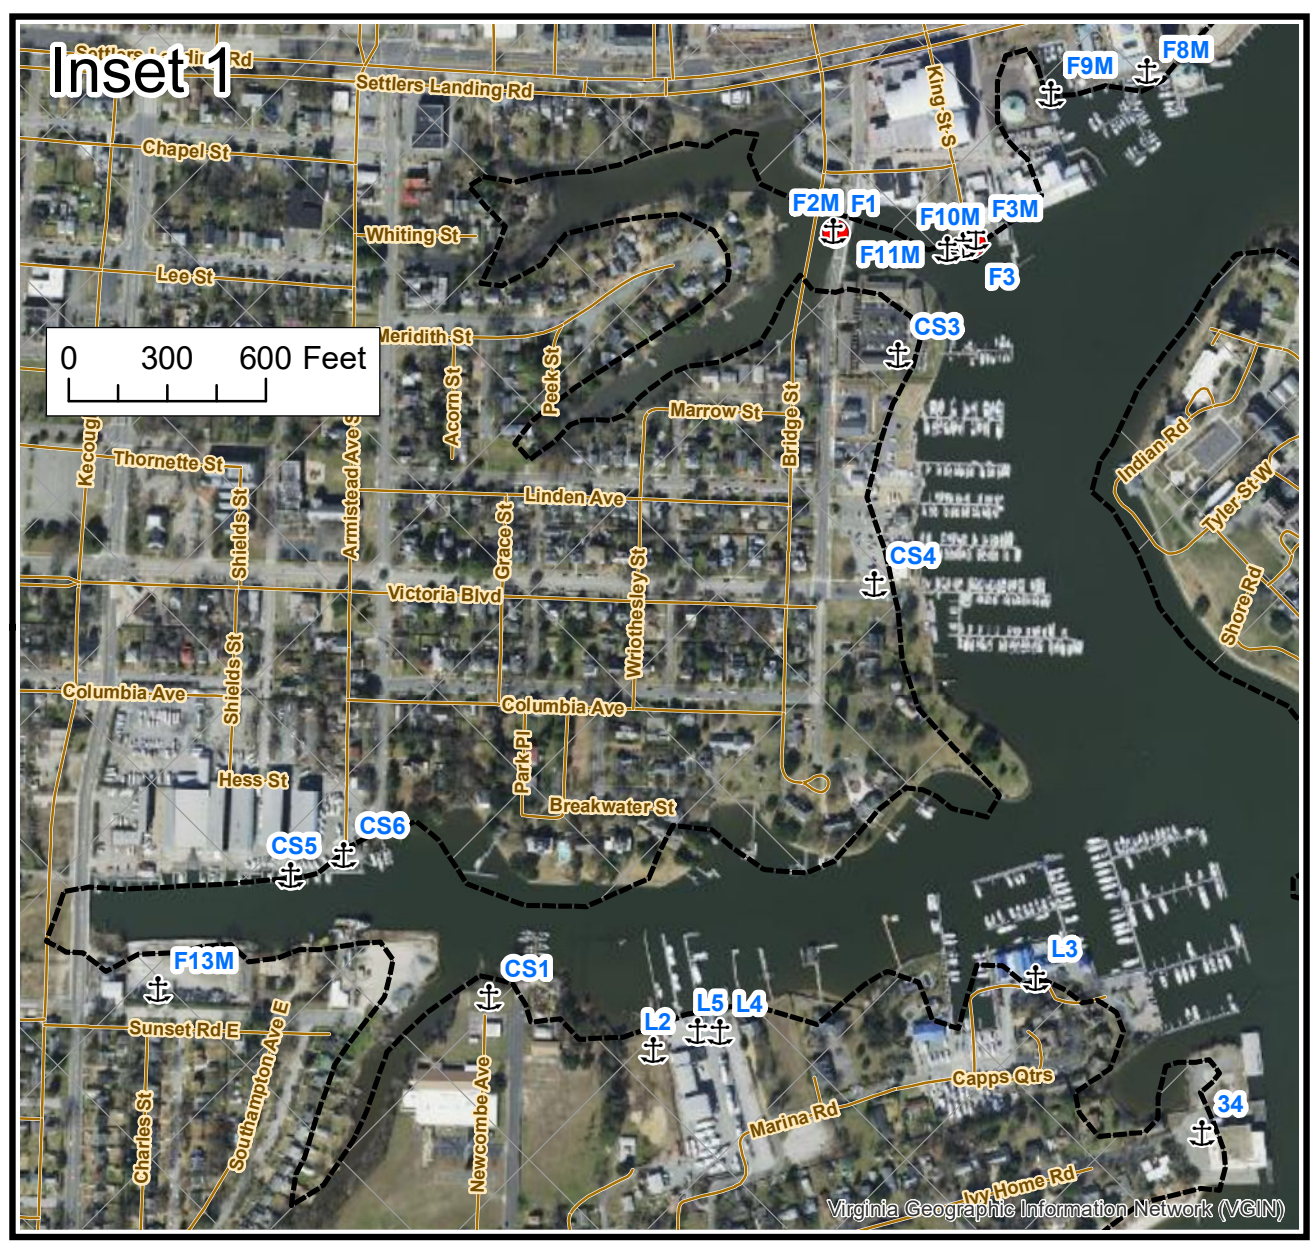 Settlers Landing Rd
Inset 1
Settlers Landing Rd
F8M
F9M
King St S
Chapel St
F2M F1
F10M F3M
Whiting St
F11M
Lee St
F3
CS3
0 300 600 Feet
Meridith St
Peek St
Acorn St
Marrow St
Bridge St
Kecoug
Indian Rd
Thornette St
Armistead Ave S
Tyler St W
Linden Ave
Shields St
Grace St
CS4
Victoria Blvd
Wriothesley St
Shore Rd
Shields St
Columbia Ave
Columbia Ave
Park Pl
Hess St
Breakwater St
CS6
CS5
F13M
CS1
L3
L5 L4
L2
Sunset Rd E
Southampton Ave E
Charles St
Newcombe Ave
Capps Qtrs
Marina Rd
34
Ivy Home Rd
Virginia Geographic Information Network (VGIN)